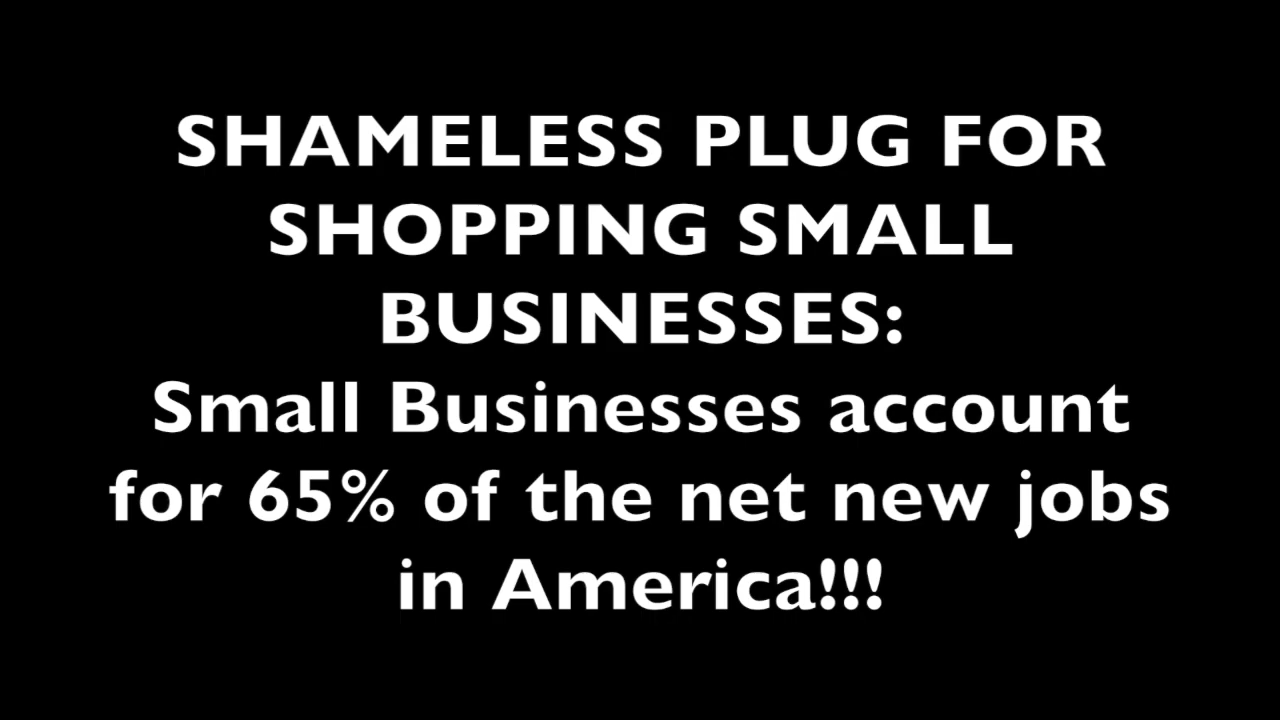 SHAMELESS PLUG FOR
SHOPPING SMALL
BUSINESSES:
Small Businesses account
for 65% of the net new jobs
in America!!!